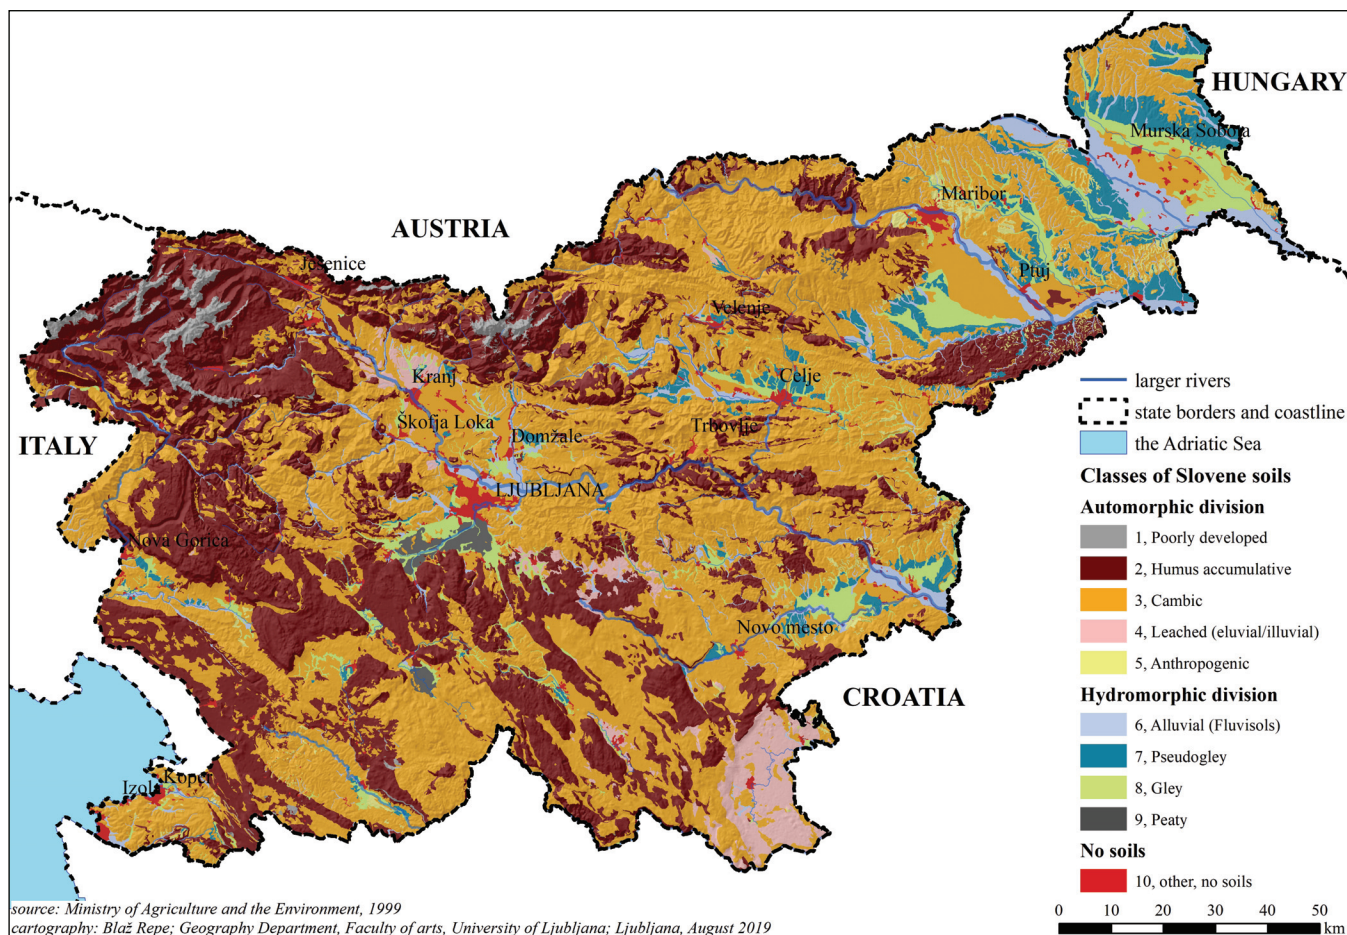 HUNGARY
Murska Sobota
Maribor
AUSTRIA
Jesenice
Ptuj
Velenje
Kranj
Celje
Škofja Loka
Trbovlje
Domžale
ITALY
LJUBLJANA
Nova Gorica
Novo mesto
CROATIA
Koper
Izola
larger rivers
state borders and coastline
the Adriatic Sea
Classes of Slovene soils
Automorphic division
1, Poorly developed
2, Humus accumulative
3, Cambic
4, Leached (eluvial/illuvial)
5, Anthropogenic
Hydromorphic division
6, Alluvial (Fluvisols)
7, Pseudogley
8, Gley
9, Peaty
No soils
10, other, no soils
0 10 20 30 40 50
km
source: Ministry of Agriculture and the Environment, 1999
cartography: Blaž Repe; Geography Department, Faculty of arts, University of Ljubljana; Ljubljana, August 2019